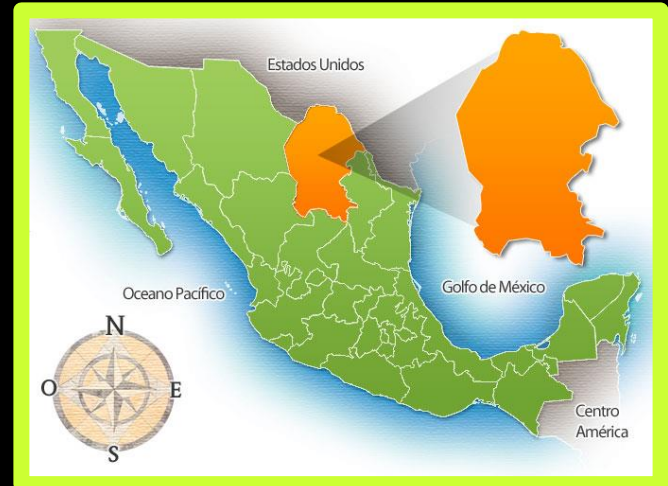 Estados Unidos
Golfo de México
Oceano Pacífico
N
O
E
S
Centro
América